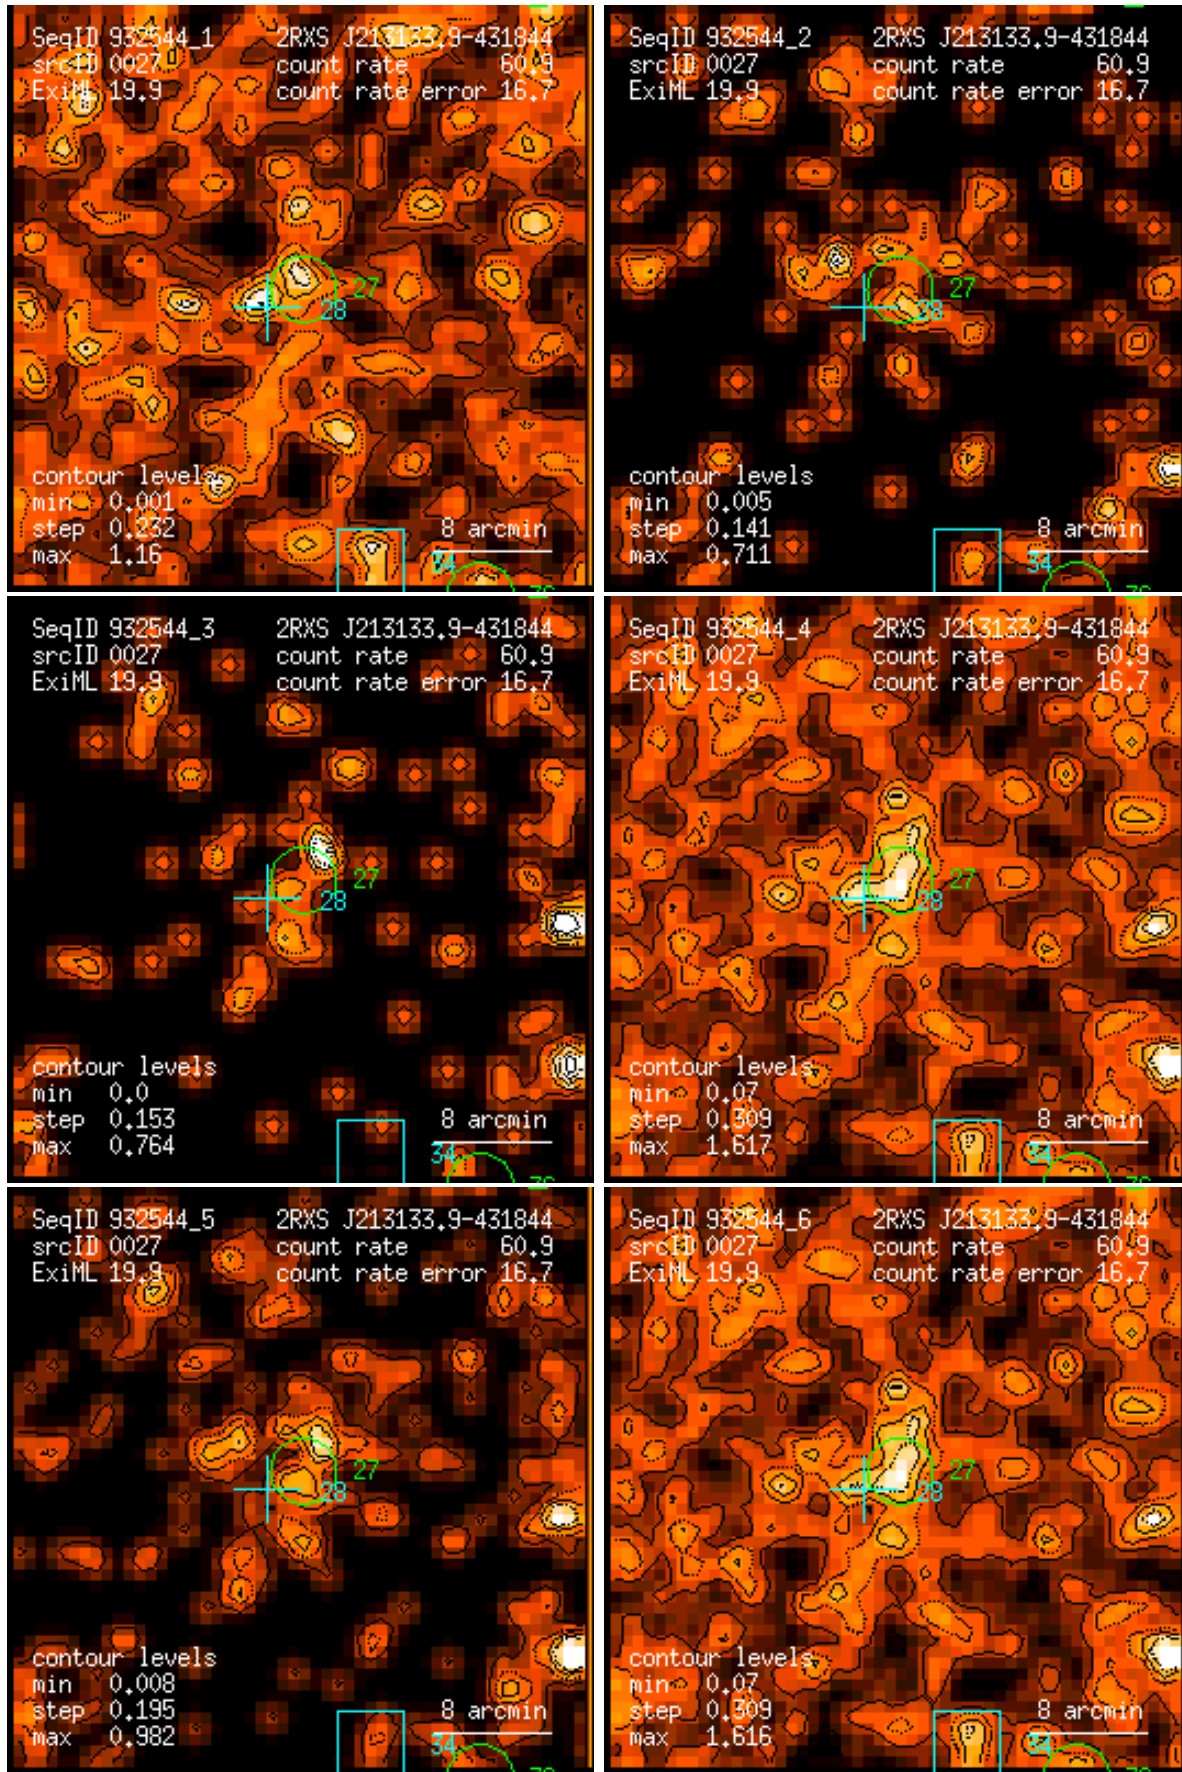 SeqID 932544_1 2RXS J213133.9-431844
srcID 0027 count rate 60.9
ExiML 19.9 count rate error 16.7
27
28
contour levels
min 0.001
step 0.232 8 arcmin
max 1.16 34
SeqID 932544_2 2RXS J213133.9-431844
srcID 0027 count rate 60.9
ExiML 19.9 count rate error 16.7
27
28
contour levels
min 0.005
step 0.141 8 arcmin
max 0.711 34
SeqID 932544_3 2RXS J213133.9-431844
srcID 0027 count rate 60.9
ExiML 19.9 count rate error 16.7
27
28
contour levels
min 0.0
step 0.153 8 arcmin
max 0.764 34
SeqID 932544_4 2RXS J213133.9-431844
srcID 0027 count rate 60.9
ExiML 19.9 count rate error 16.7
27
28
contour levels
min 0.07
step 0.309 8 arcmin
max 1.617 34
SeqID 932544_5 2RXS J213133.9-431844
srcID 0027 count rate 60.9
ExiML 19.9 count rate error 16.7
27
28
contour levels
min 0.008
step 0.195 8 arcmin
max 0.982 34
SeqID 932544_6 2RXS J213133.9-431844
srcID 0027 count rate 60.9
ExiML 19.9 count rate error 16.7
27
28
contour levels
min 0.07
step 0.309 8 arcmin
max 1.616 34